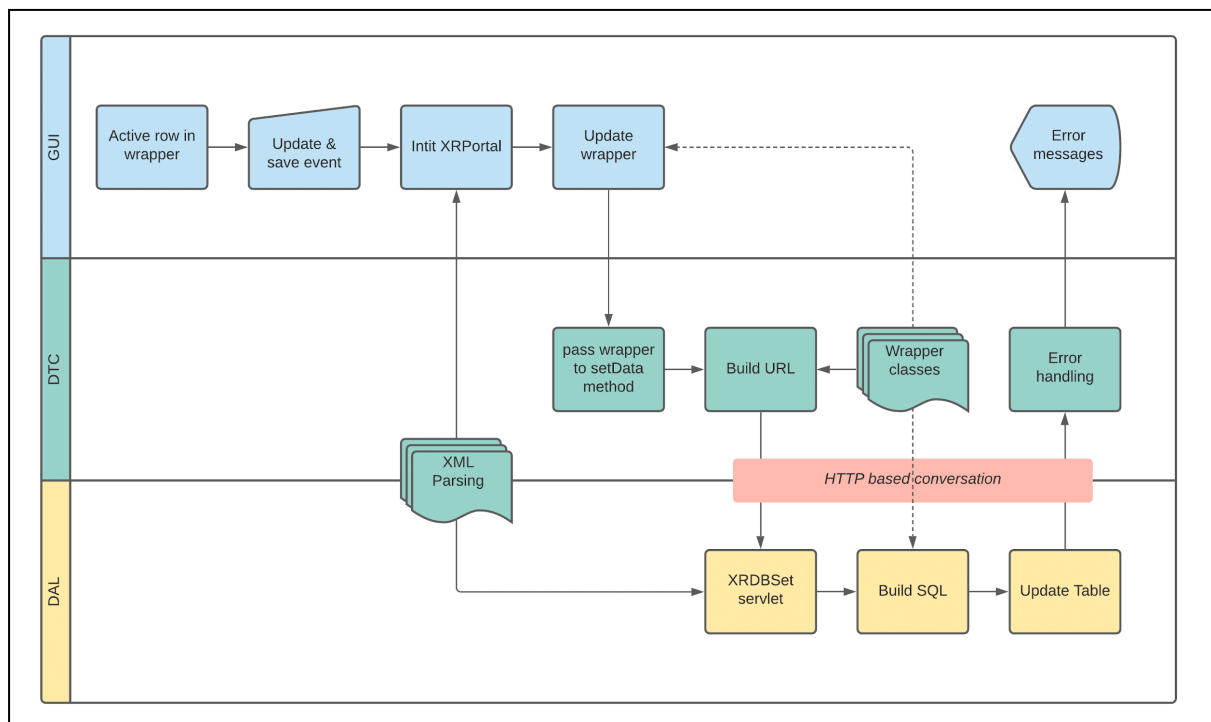 GUI
Active row in
wrapper
Update &
save event
Intit XRPortal
Update
wrapper
Error
messages
DTC
pass wrapper
to setData
method
Build URL
Wrapper
classes
Error
handling
XML
Parsing
HTTP based conversation
DAL
XRDBSet
servlet
Build SQL
Update Table